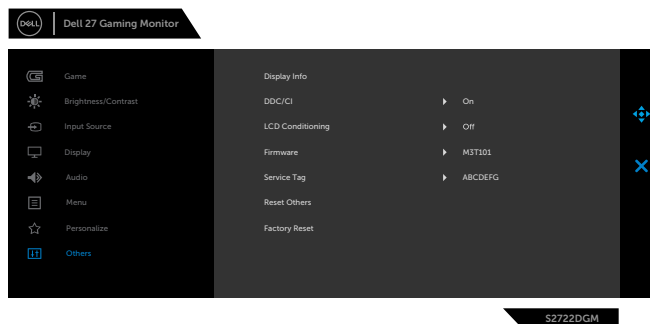 DELL Dell 27 Gaming Monitor
Game Display Info
Brightness/Contrast DDC/CI On
Input Source LCD Conditioning Off
Display Firmware M3T101
Audio Service Tag ABCDEFG
Menu Reset Others
Personalize Factory Reset
Others
S2722DGM